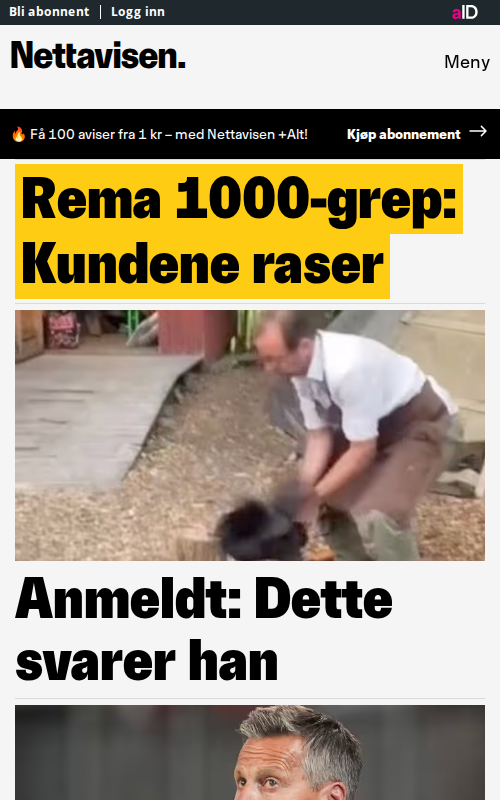 Bli abonnent | Logg inn
aID
Nettavisen.
Meny
🔥 Få 100 aviser fra 1 kr – med Nettavisen +Alt!
Kjøp abonnement →
Rema 1000-grep:
Kundene raser
Anmeldt: Dette
svarer han